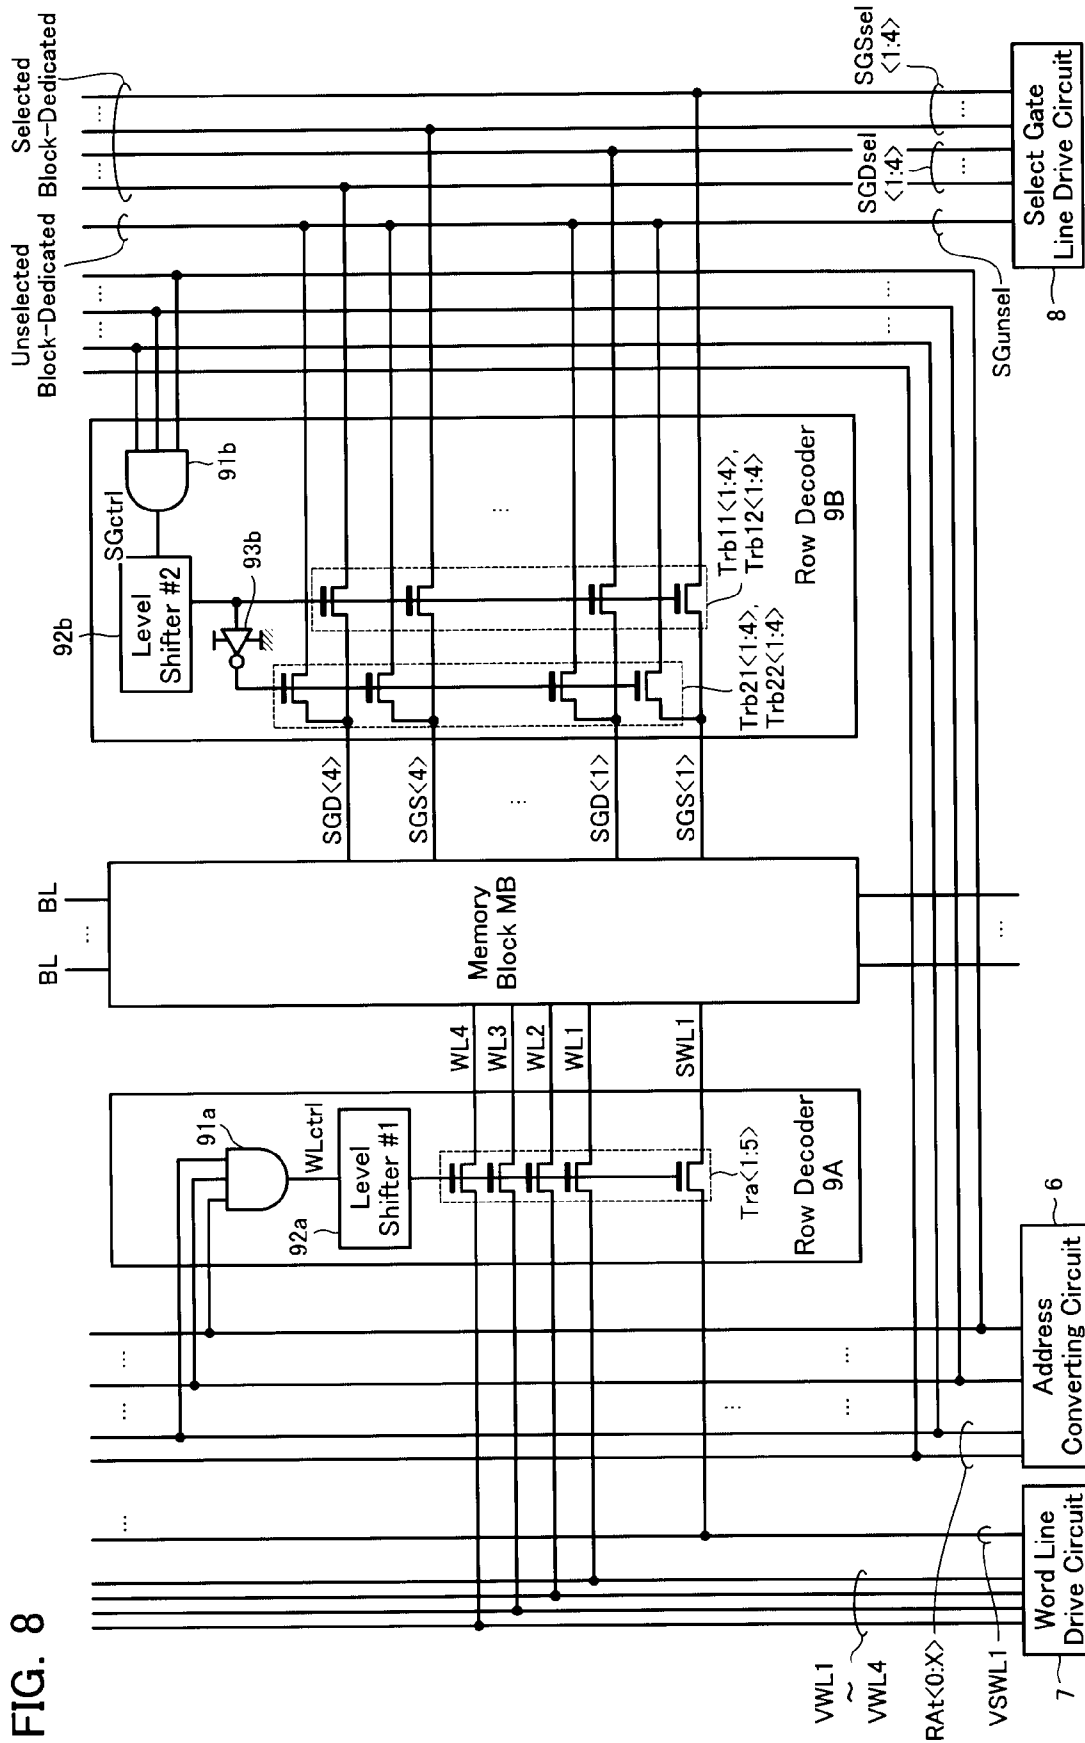 FIG. 8
Selected
Block-Dedicated
Unselected
Block-Dedicated
SGctrl
91b
92b
Level
Shifter #2
93b
Trb11<1:4>,
Trb12<1:4>
Trb21<1:4>,
Trb22<1:4>
Row Decoder
9B
SGDsel
<1:4>
SGSsel
<1:4>
SGunsel
Select Gate
Line Drive Circuit
8
SGD<4>
SGS<4>
...
SGD<1>
SGS<1>
BL
...
BL
Memory
Block MB
WL4
WL3
WL2
WL1
SWL1
91a
WLctrl
92a
Level
Shifter #1
Tra<1:5>
Row Decoder
9A
6
Address
Converting Circuit
Word Line
Drive Circuit
7
VWL1
~
VWL4
RAt<0:X>
VSWL1